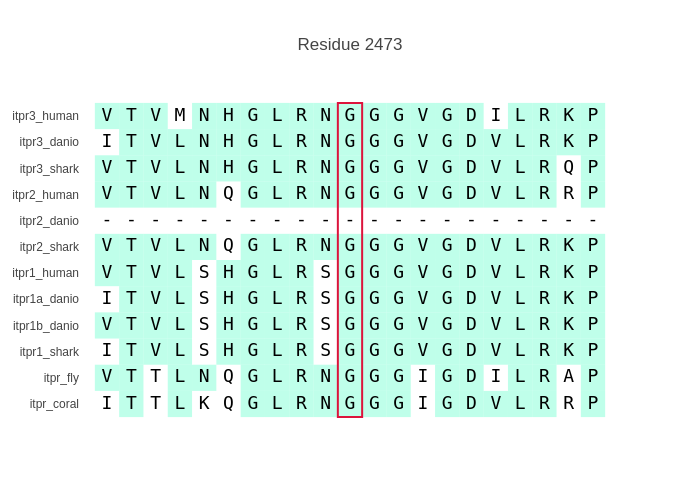 Residue 2473
itpr3_human V T V M N H G L R N G G G V G D I L R K P
itpr3_danio I T V L N H G L R N G G G V G D V L R K P
itpr3_shark V T V L N H G L R N G G G V G D V L R Q P
itpr2_human V T V L N Q G L R N G G G V G D V L R R P
itpr2_danio - - - - - - - - - - - - - - - - - - - - -
itpr2_shark V T V L N Q G L R N G G G V G D V L R K P
itpr1_human V T V L S H G L R S G G G V G D V L R K P
itpr1a_danio I T V L S H G L R S G G G V G D V L R K P
itpr1b_danio V T V L S H G L R S G G G V G D V L R K P
itpr1_shark I T V L S H G L R S G G G V G D V L R K P
itpr_fly V T T L N Q G L R N G G G I G D I L R A P
itpr_coral I T T L K Q G L R N G G G I G D V L R R P